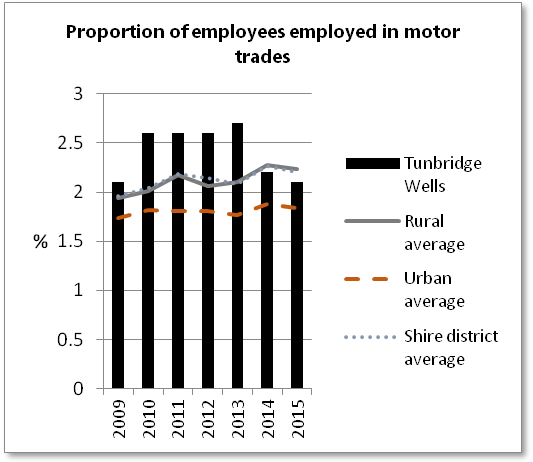 Proportion of employees employed in motor
trades
3
2.5
2
1.5
1
0.5
0
%
2009
2010
2011
2012
2013
2014
2015
Tunbridge
Wells
Rural
average
Urban
average
Shire district
average